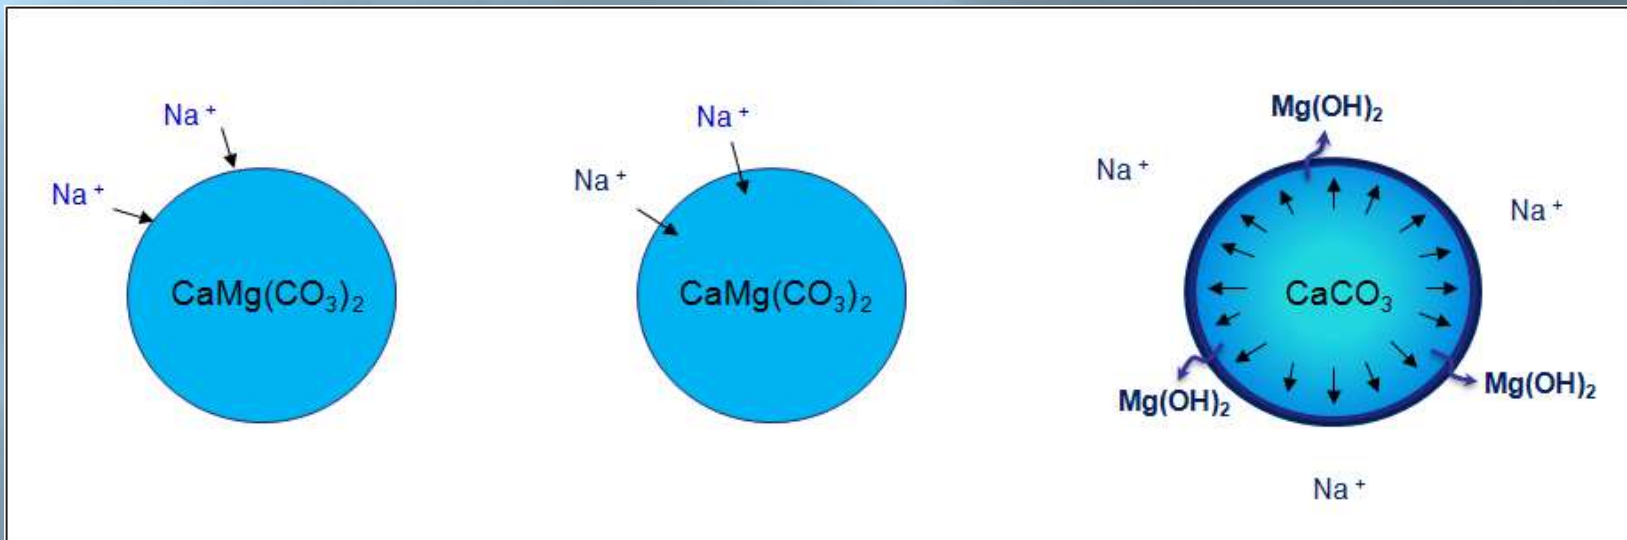 Na +
Na +
CaMg(CO₃)₂
Na +
Na +
CaMg(CO₃)₂
Mg(OH)₂
Na +
Na +
CaCO₃
Mg(OH)₂
Mg(OH)₂
Na +